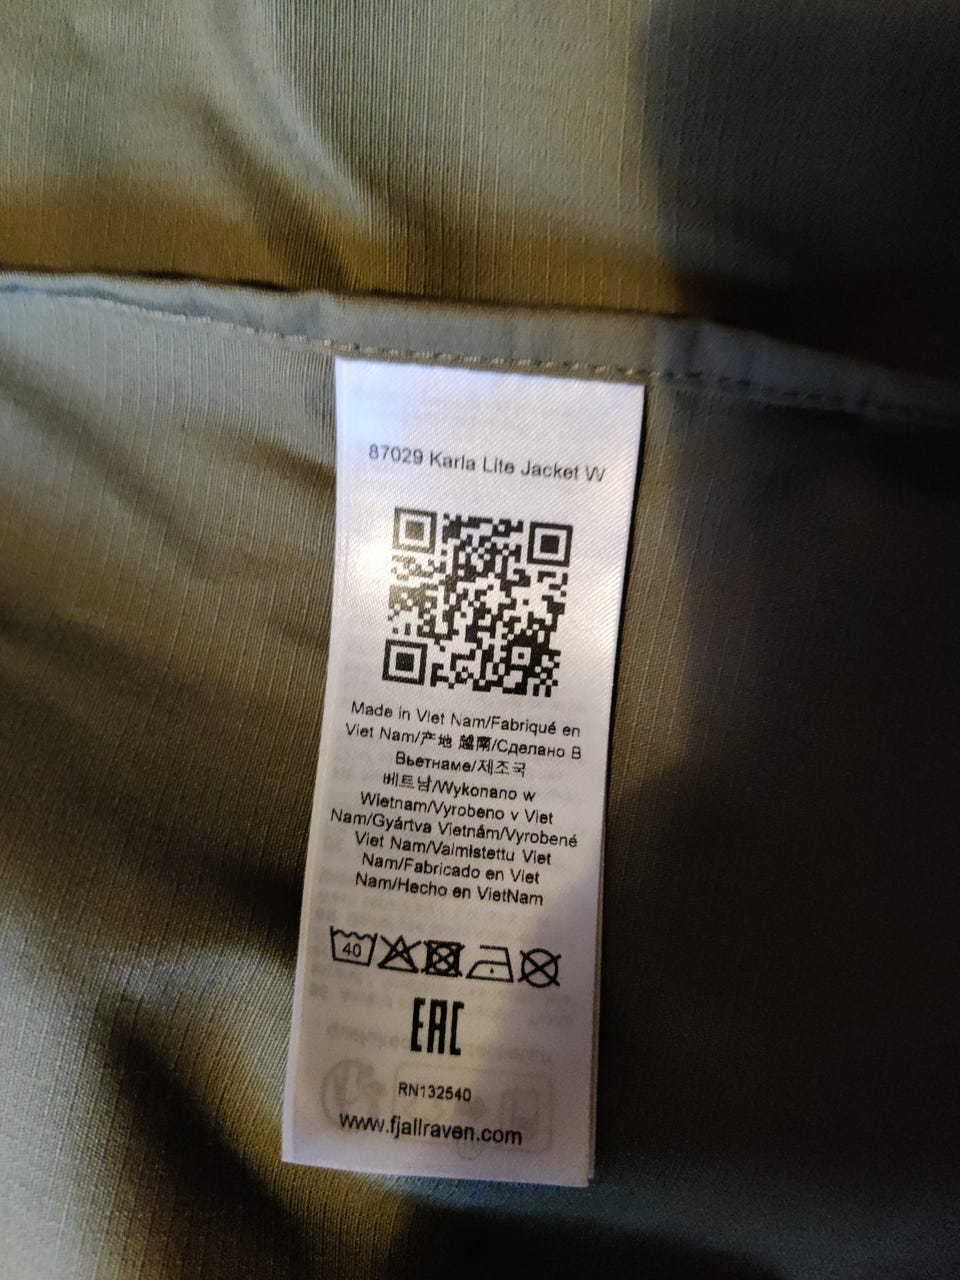 87029 Karla Lite Jacket W
Made in Viet Nam/Fabriqué en
Viet Nam/产地 越南/Сделано В
Вьетнаме/제조국
베트남/Wykonano w
Wietnam/Vyrobeno v Viet
Nam/Gyártva Vietnám/Vyrobené
Viet Nam/Valmistettu Viet
Nam/Fabricado en Viet
Nam/Hecho en VietNam
40
EAC
RN132540
www.fjallraven.com